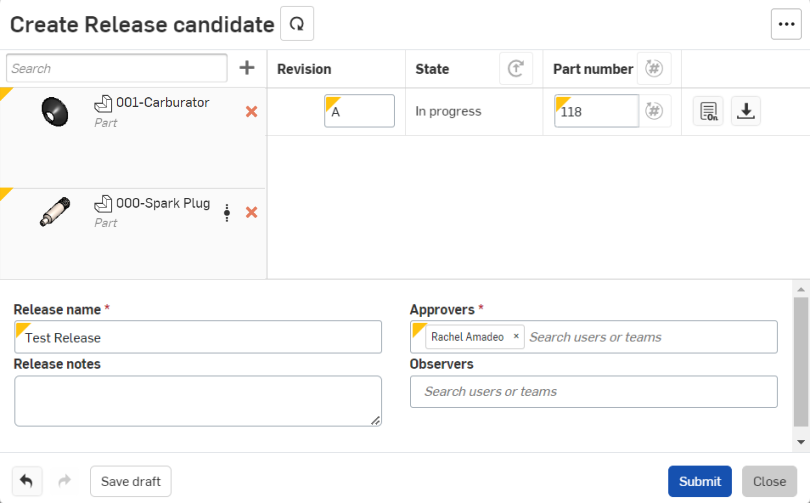 Create Release candidate
Search
Revision
State
Part number
001-Carburator
Part
A
In progress
118
000-Spark Plug
Part
Release name *
Test Release
Approvers *
Rachel Amadeo × Search users or teams
Release notes
Observers
Search users or teams
Save draft
Submit
Close